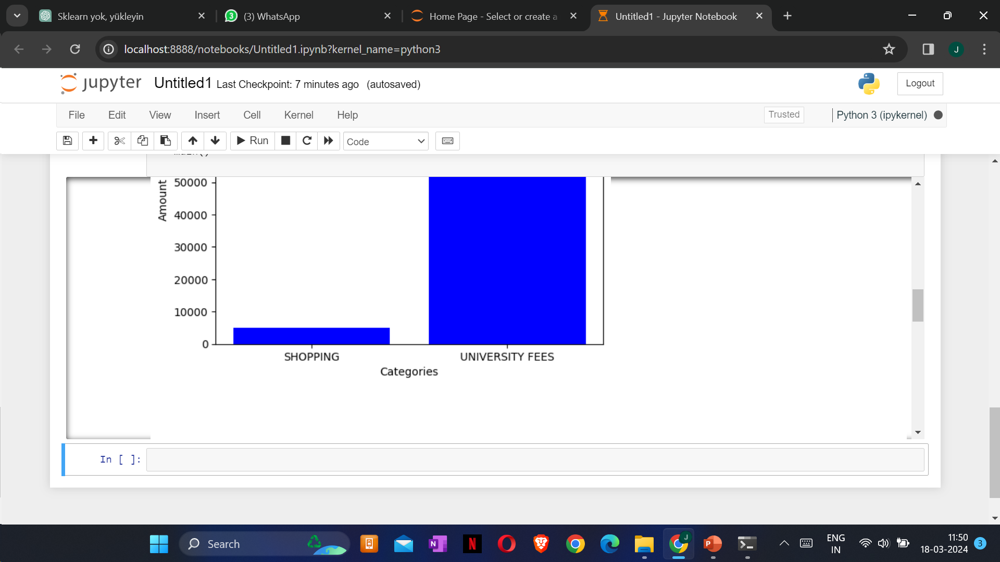 Sklearn yok, yükleyin
3
(3) WhatsApp
Home Page - Select or create a
Untitled1 - Jupyter Notebook
localhost:8888/notebooks/Untitled1.ipynb?kernel_name=python3
J
jupyter Untitled1 Last Checkpoint: 7 minutes ago (autosaved)
Logout
File Edit View Insert Cell Kernel Help
Trusted
Python 3 (ipykernel)
Run
Code
Amount
50000
40000
30000
20000
10000
0
SHOPPING UNIVERSITY FEES
Categories
In [ ]:
Search
N
N
J
P
ENG
IN
11:50
18-03-2024
3